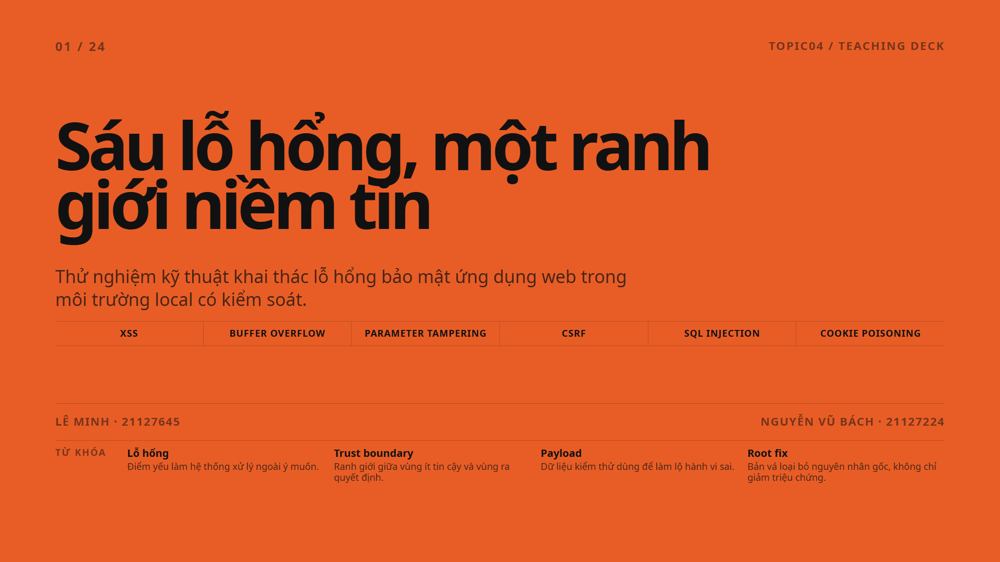 01 / 24
TOPIC04 / TEACHING DECK
Sáu lỗ hổng, một ranh
giới niềm tin
Thử nghiệm kỹ thuật khai thác lỗ hổng bảo mật ứng dụng web trong
môi trường local có kiểm soát.
XSS
BUFFER OVERFLOW
PARAMETER TAMPERING
CSRF
SQL INJECTION
COOKIE POISONING
LÊ MINH · 21127645
NGUYỄN VŨ BÁCH · 21127224
TỪ KHÓA
Lỗ hổng
Điểm yếu làm hệ thống xử lý ngoài ý muốn.
Trust boundary
Ranh giới giữa vùng ít tin cậy và vùng ra
quyết định.
Payload
Dữ liệu kiểm thử dùng để làm lộ hành vi sai.
Root fix
Bản vá loại bỏ nguyên nhân gốc, không chỉ
giảm triệu chứng.